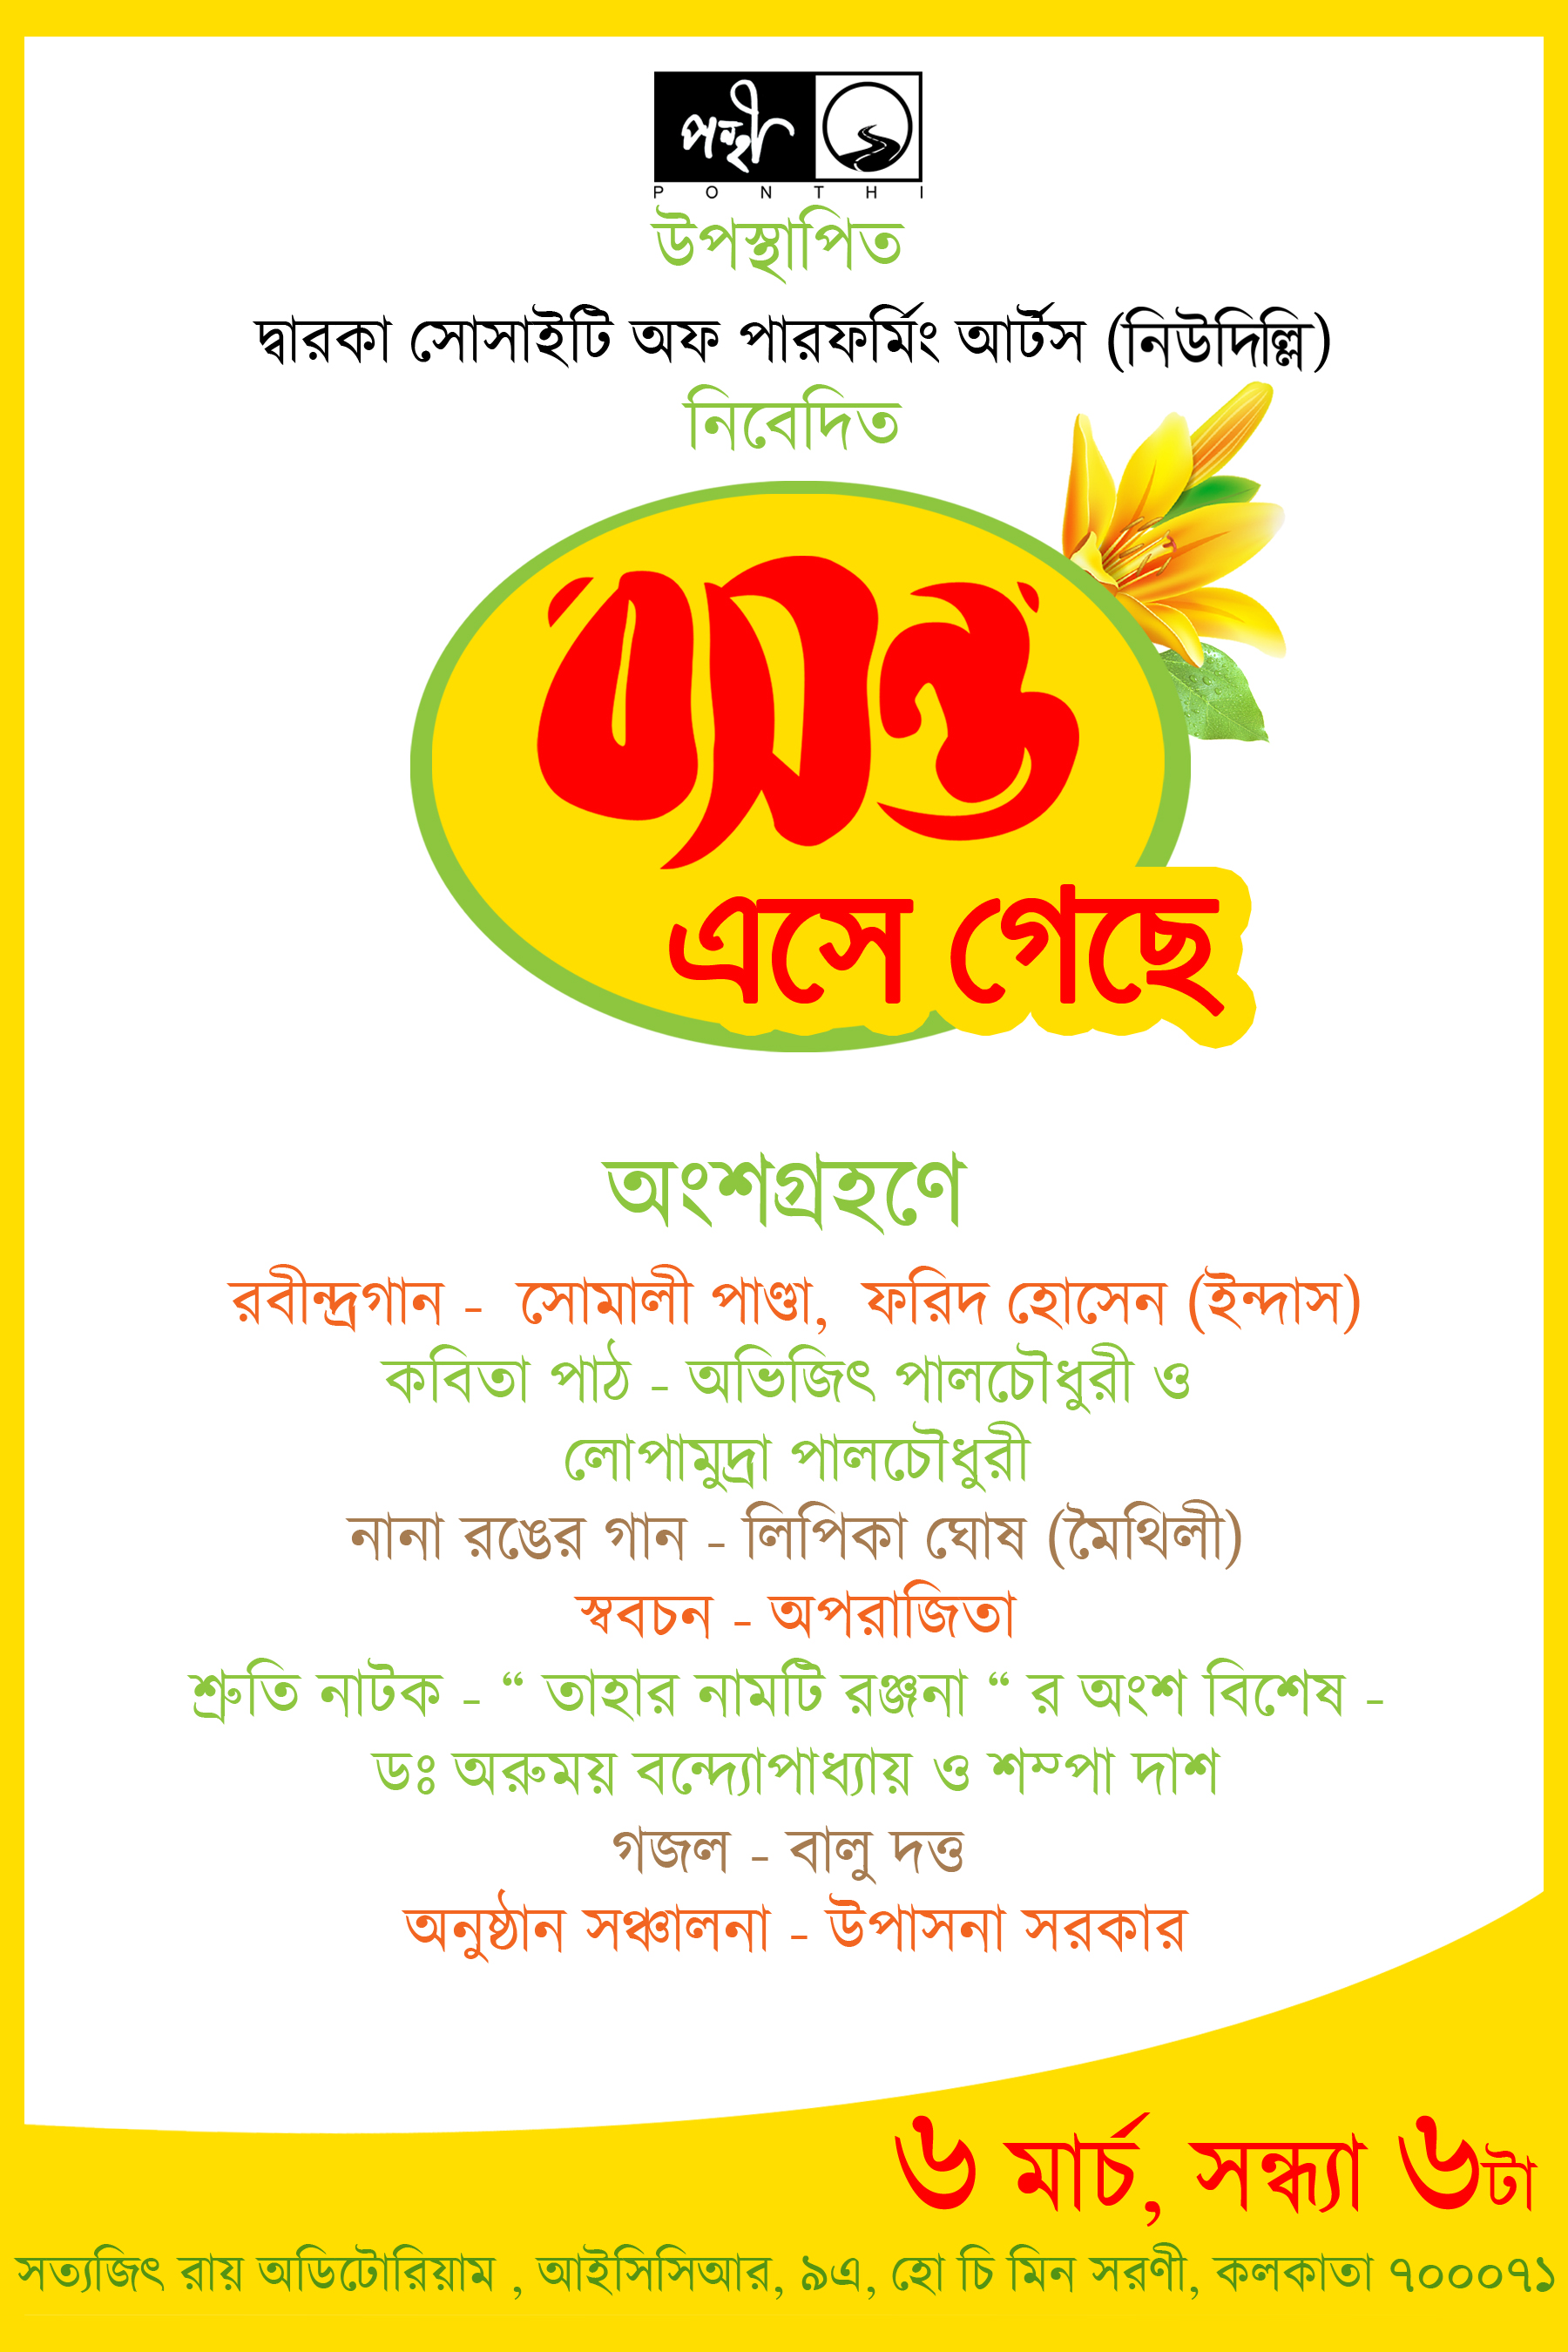 পন্থী
PONTHI
উপস্থাপিত
দ্বারকা সোসাইটি অফ পারফর্মিং আর্টস (নিউদিল্লি)
নিবেদিত
বসন্ত
এসে গেছে
অংশগ্রহণে
রবীন্দ্রগান - সোমালী পাণ্ডা, ফরিদ হোসেন (ইন্দাস)
কবিতা পাঠ - অভিজিৎ পালচৌধুরী ও
লোপামুদ্রা পালচৌধুরী
নানা রঙের গান - লিপিকা ঘোষ (মৈথিলী)
স্ববচন - অপরাজিতা
শ্রুতি নাটক - “ তাহার নামটি রঞ্জনা “ র অংশ বিশেষ -
ডঃ অরুময় বন্দ্যোপাধ্যায় ও শম্পা দাশ
গজল - বালু দত্ত
অনুষ্ঠান সঞ্চালনা - উপাসনা সরকার
৬ মার্চ, সন্ধ্যা ৬টা
সত্যজিৎ রায় অডিটোরিয়াম , আইসিসিআর, ৯এ, হো চি মিন সরণী, কলকাতা ৭০০০৭১